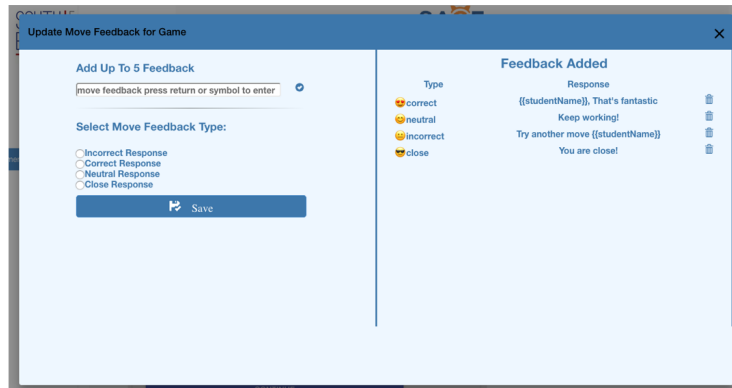 Update Move Feedback for Game
Add Up To 5 Feedback
move feedback press return or symbol to enter
Select Move Feedback Type:
Incorrect Response
Correct Response
Neutral Response
Close Response
Save
Feedback Added
Type Response
correct {{studentName}}, That's fantastic
neutral Keep working!
incorrect Try another move {{studentName}}
close You are close!